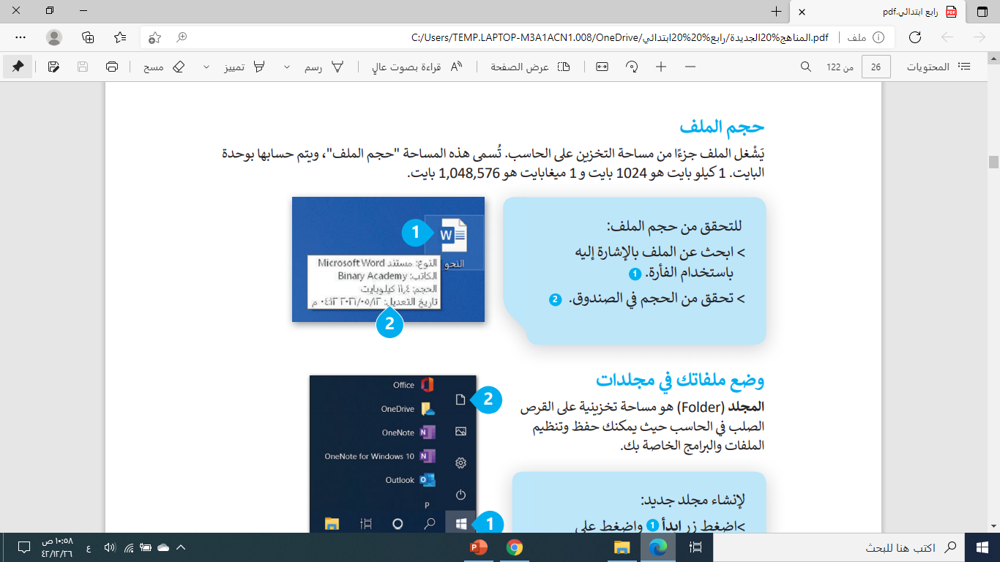 رابع ابتدائي.pdf
ملف
C:/Users/TEMP.LAPTOP-M3A1ACN1.008/OneDrive/المناهج%20الجديدة/رابع%20%20ابتدائي.pdf
المحتويات
26
من 122
عرض الصفحة
قراءة بصوت عالٍ
رسم
تمييز
مسح
حجم الملف
يَشْغل الملف جزءًا من مساحة التخزين على الحاسب. تُسمى هذه المساحة "حجم الملف"، ويتم حسابها بوحدة
البايت. 1 كيلو بايت هو 1024 بايت و 1 ميغابايت هو 1,048,576 بايت.
للتحقق من حجم الملف:
> ابحث عن الملف بالإشارة إليه
باستخدام الفأرة. 1
> تحقق من الحجم في الصندوق. 2
1
W
النحو
النوع: مستند Microsoft Word
الكاتب: Binary Academy
الحجم: ١١,٤ كيلوبايت
تاريخ التعديل: ٢٠٢١/٠٥/١٢ ٠٤:١٢ م
2
وضع ملفاتك في مجلدات
المجلد (Folder) هو مساحة تخزينية على القرص
الصلب في الحاسب حيث يمكنك حفظ وتنظيم
الملفات والبرامج الخاصة بك.
لإنشاء مجلد جديد:
>اضغط زر ابدأ 1 واضغط على
Office
2
OneDrive
OneNote
OneNote for Windows 10
Outlook
P
1
اكتب هنا للبحث
ع
١٠:٥٨ ص
٤٢/١٢/٢٦